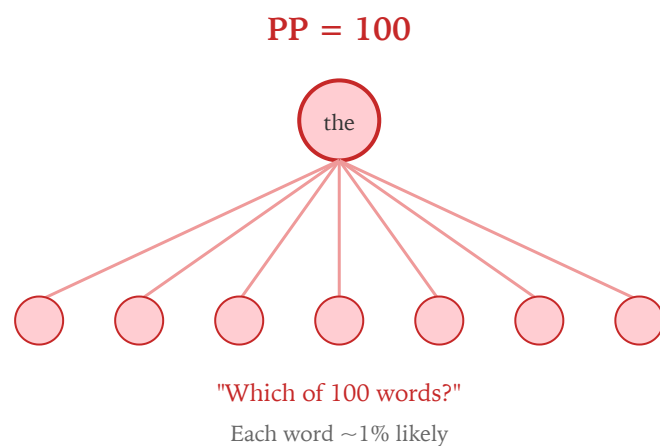 PP = 100
the
"Which of 100 words?"
Each word ~1% likely